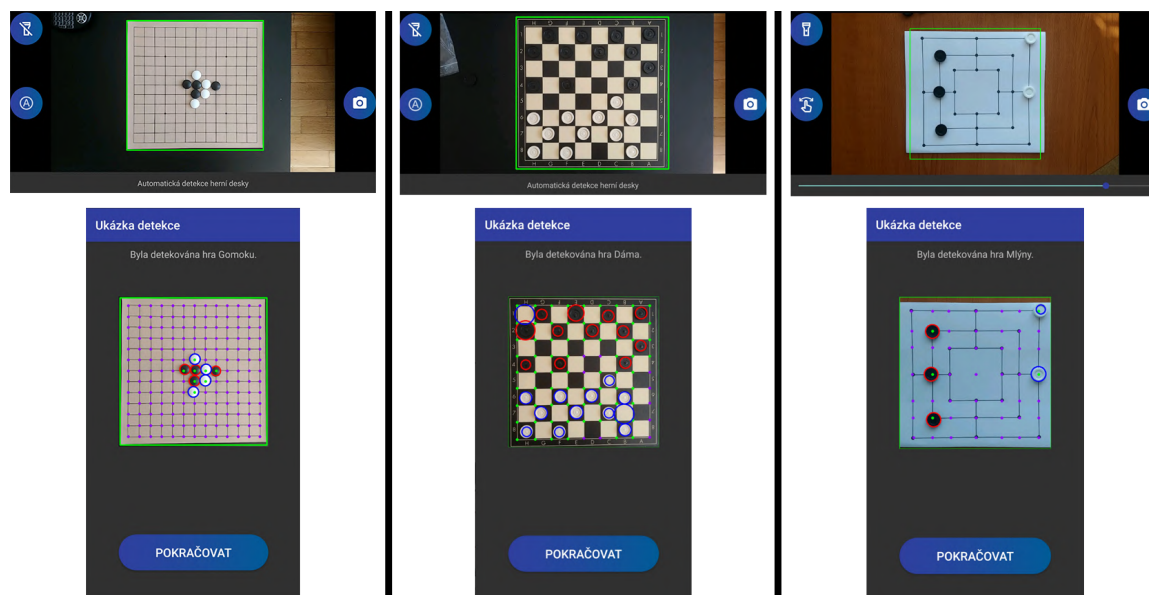 Automatická detekce herní desky
Ukázka detekce
Byla detekována hra Gomoku.
POKRAČOVAT
Automatická detekce herní desky
Ukázka detekce
Byla detekována hra Dáma.
POKRAČOVAT
Ukázka detekce
Byla detekována hra Mlýny.
POKRAČOVAT